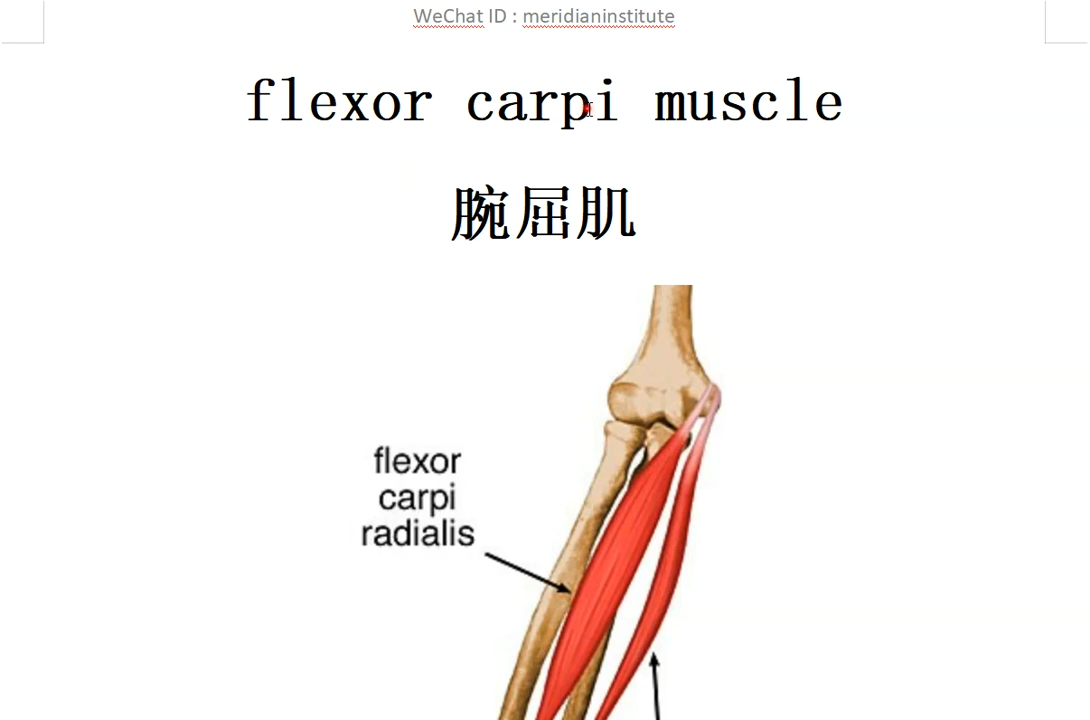 WeChat ID : meridianinstitute
flexor carpi muscle
腕屈肌
flexor
carpi
radialis